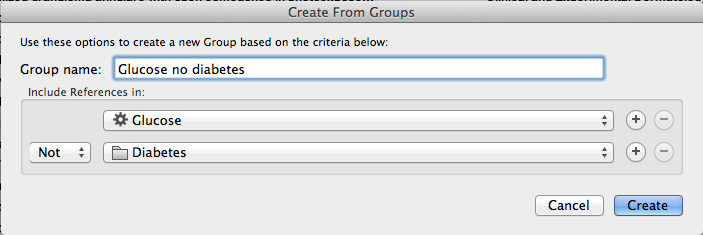 Create From Groups
Use these options to create a new Group based on the criteria below:
Group name: Glucose no diabetes
Include References in:
Glucose
Not Diabetes
Cancel Create